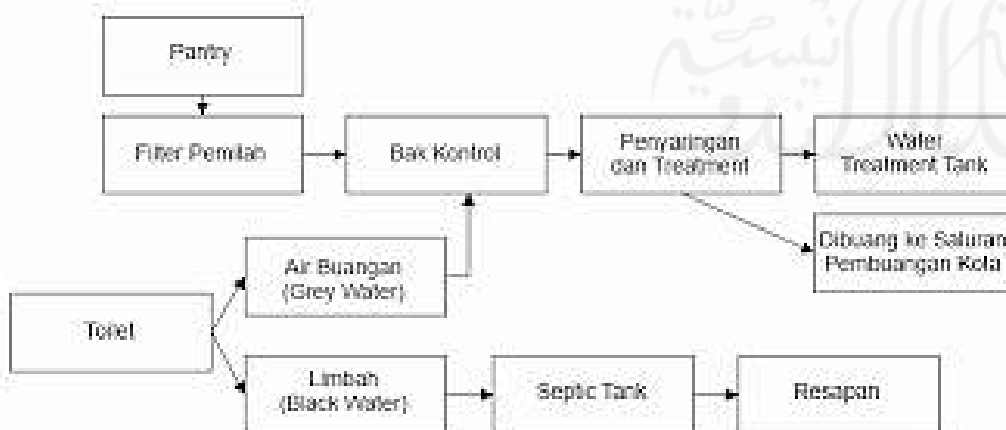 Pantry
Filter Pemilah
Bak Kontrol
Penyaringan
dan Treatment
Water
Treatment Tank
Dibuang ke Saluran
Pembuangan Kota
Air Buangan
(Grey Water)
Toilet
Limbah
(Black Water)
Septic Tank
Resapan